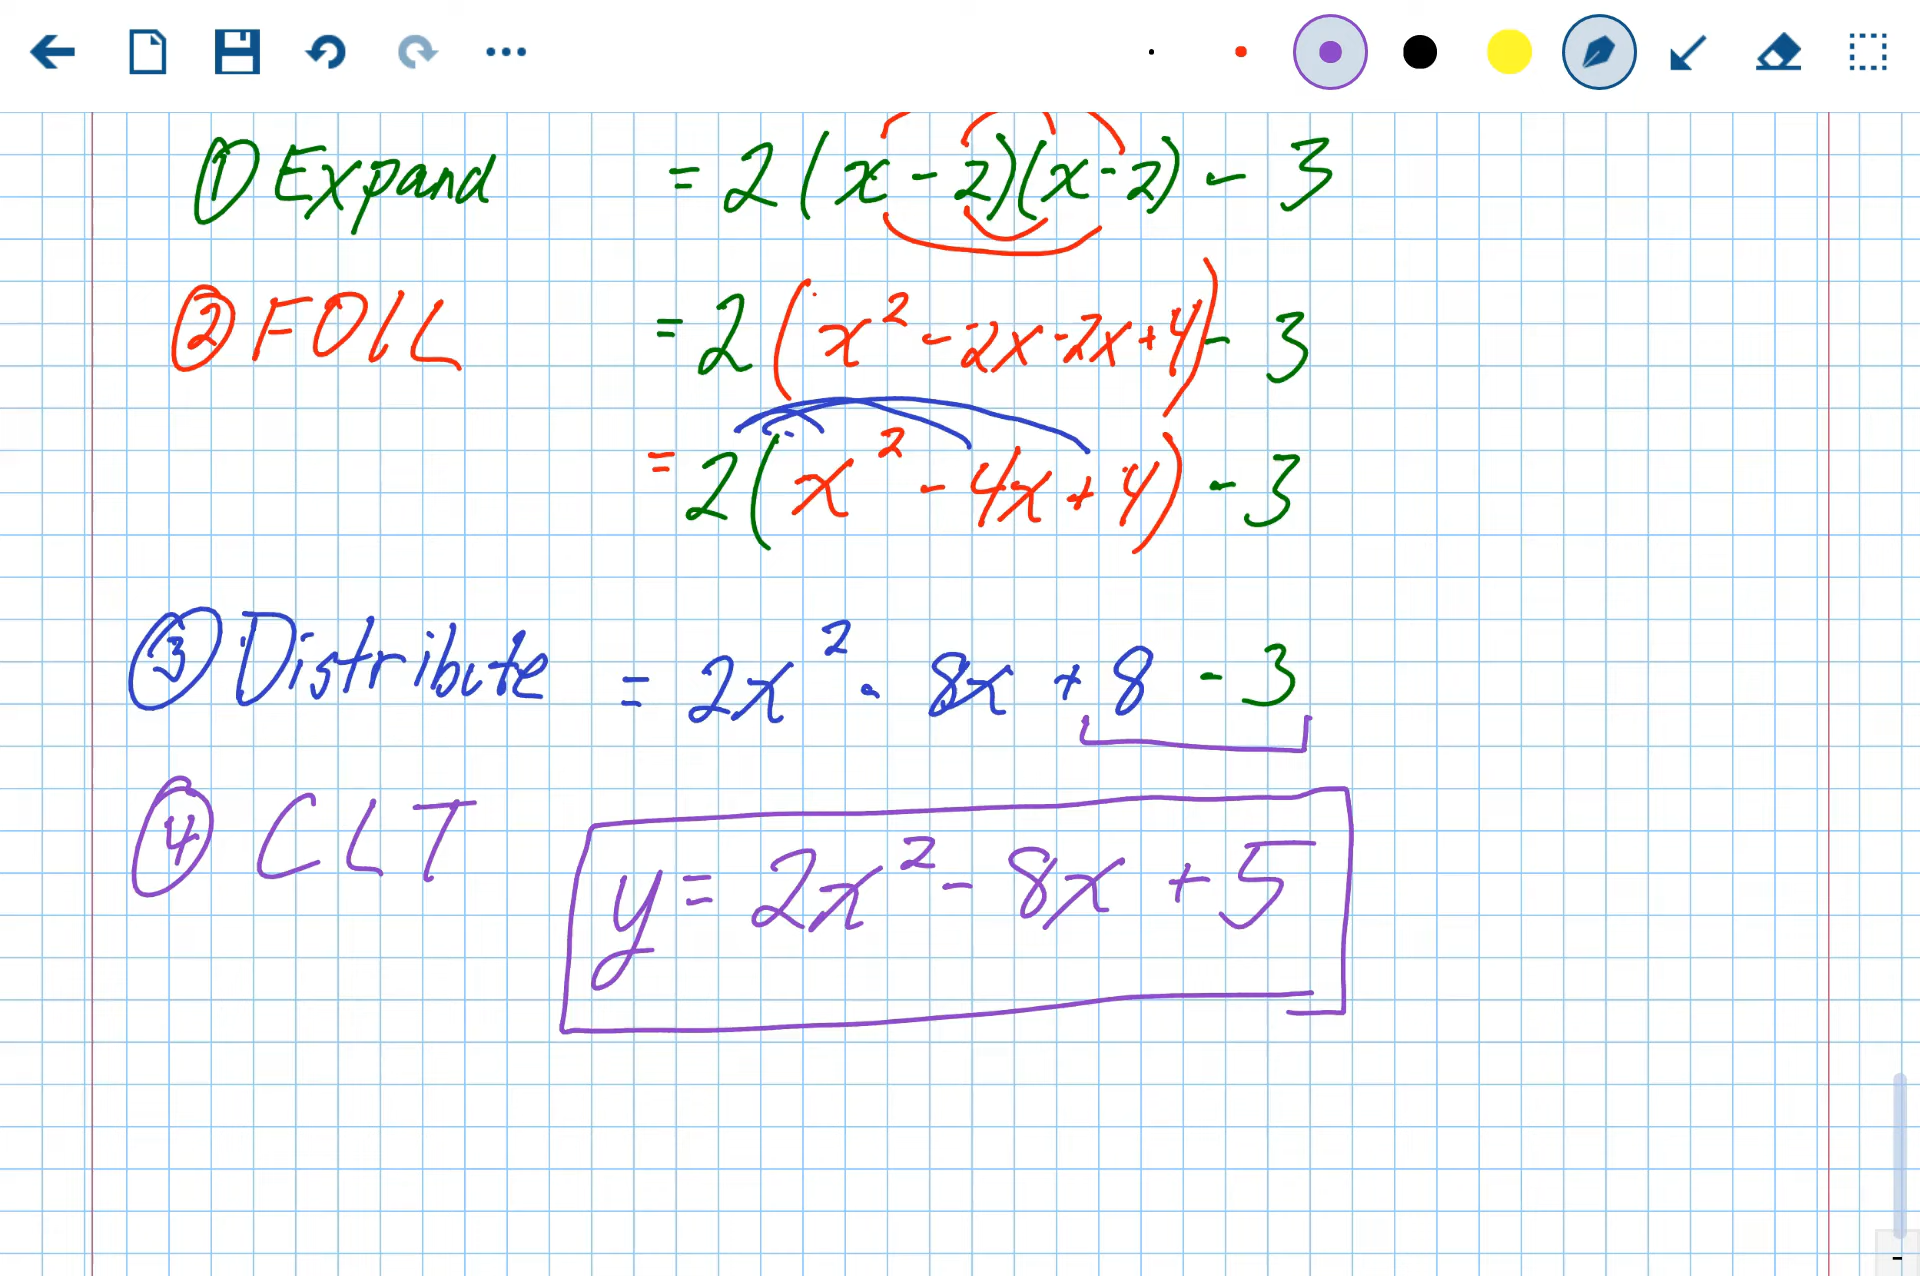 ① Expand = 2(x - 2)(x - 2) - 3
② FOIL = 2(x² - 2x - 2x + 4) - 3
= 2(x² - 4x + 4) - 3
③ Distribute = 2x² - 8x + 8 - 3
④ CLT y = 2x² - 8x + 5